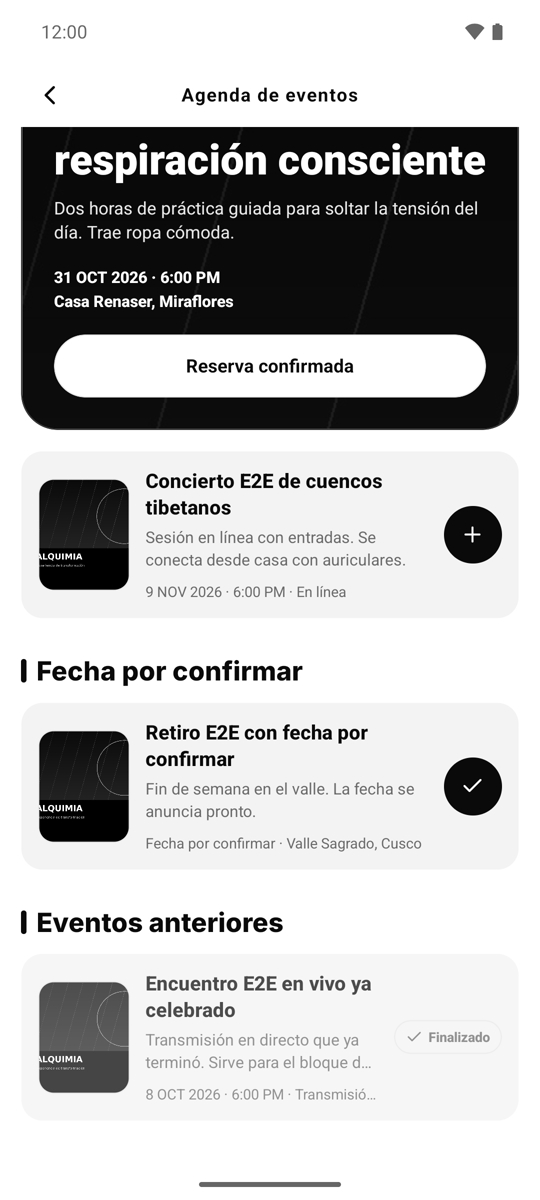 12:00
Agenda de eventos
respiración consciente
Dos horas de práctica guiada para soltar la tensión del
día. Trae ropa cómoda.
31 OCT 2026 · 6:00 PM
Casa Renaser, Miraflores
Reserva confirmada
Concierto E2E de cuencos
tibetanos
Sesión en línea con entradas. Se
conecta desde casa con auriculares.
9 NOV 2026 · 6:00 PM · En línea
ALQUIMIA
Fecha por confirmar
Retiro E2E con fecha por
confirmar
Fin de semana en el valle. La fecha se
anuncia pronto.
Fecha por confirmar · Valle Sagrado, Cusco
ALQUIMIA
Eventos anteriores
Encuentro E2E en vivo ya
celebrado
Transmisión en directo que ya
terminó. Sirve para el bloque d...
8 OCT 2026 · 6:00 PM · Transmisió...
ALQUIMIA
Finalizado